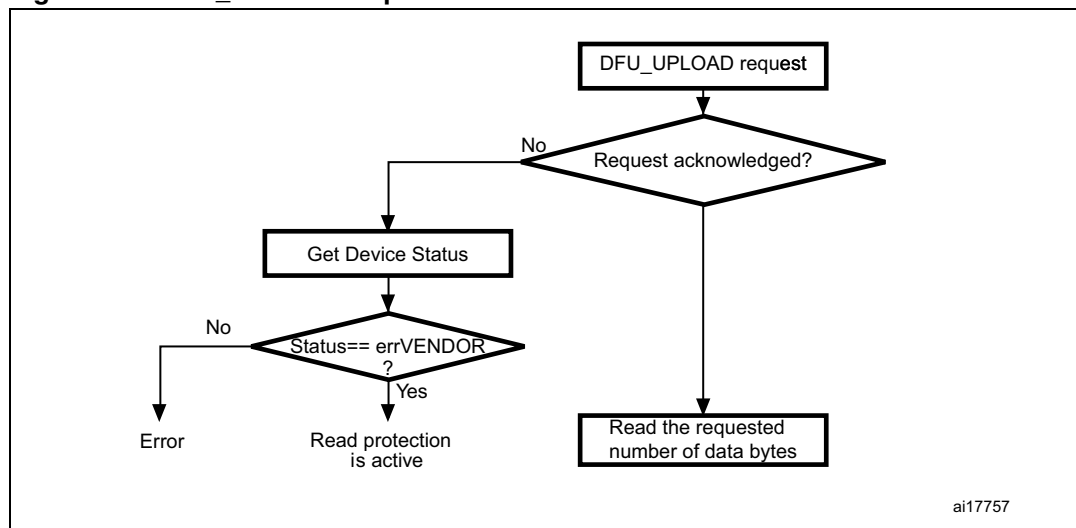 DFU_UPLOAD request
No
Request acknowledged?
Get Device Status
No
Status== errVENDOR
?
Yes
Error
Read protection
is active
Read the requested
number of data bytes
ai17757